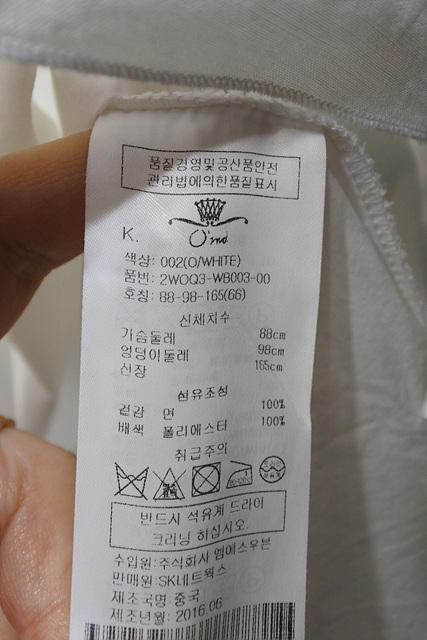 품질경영및공산품안전
관리법에의한품질표시
K.
O'2nd
색상: 002(O/WHITE)
품번: 2WOQ3-WB003-00
호칭: 88-98-165(66)
신체치수
가슴둘레 88cm
엉덩이둘레 98cm
신장 165cm
섬유조성
겉감 면 100%
배색 폴리에스터 100%
취급주의
반드시 석유계 드라이
크리닝 하십시오.
수입원:주식회사 엠에스우븐
판매원:SK네트웍스
제조국명:중국
제조년월: 2016.06